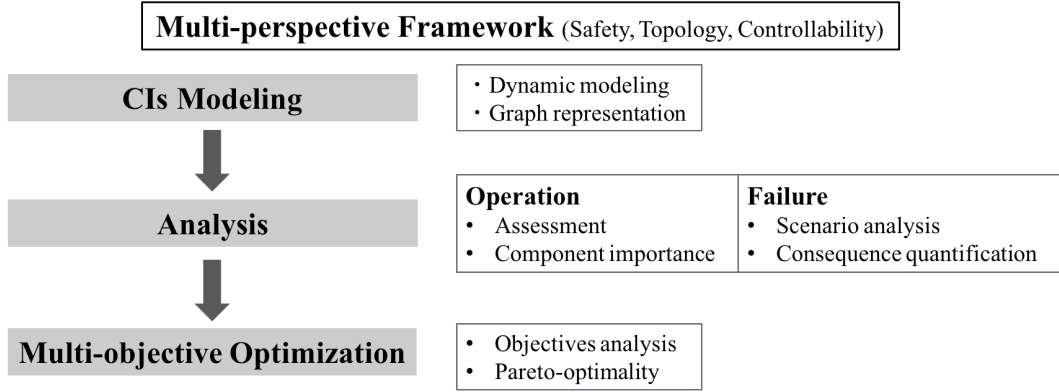 Multi-perspective Framework (Safety, Topology, Controllability)
CIs Modeling
・Dynamic modeling
・Graph representation
Analysis
Operation
• Assessment
• Component importance
Failure
• Scenario analysis
• Consequence quantification
Multi-objective Optimization
• Objectives analysis
• Pareto-optimality